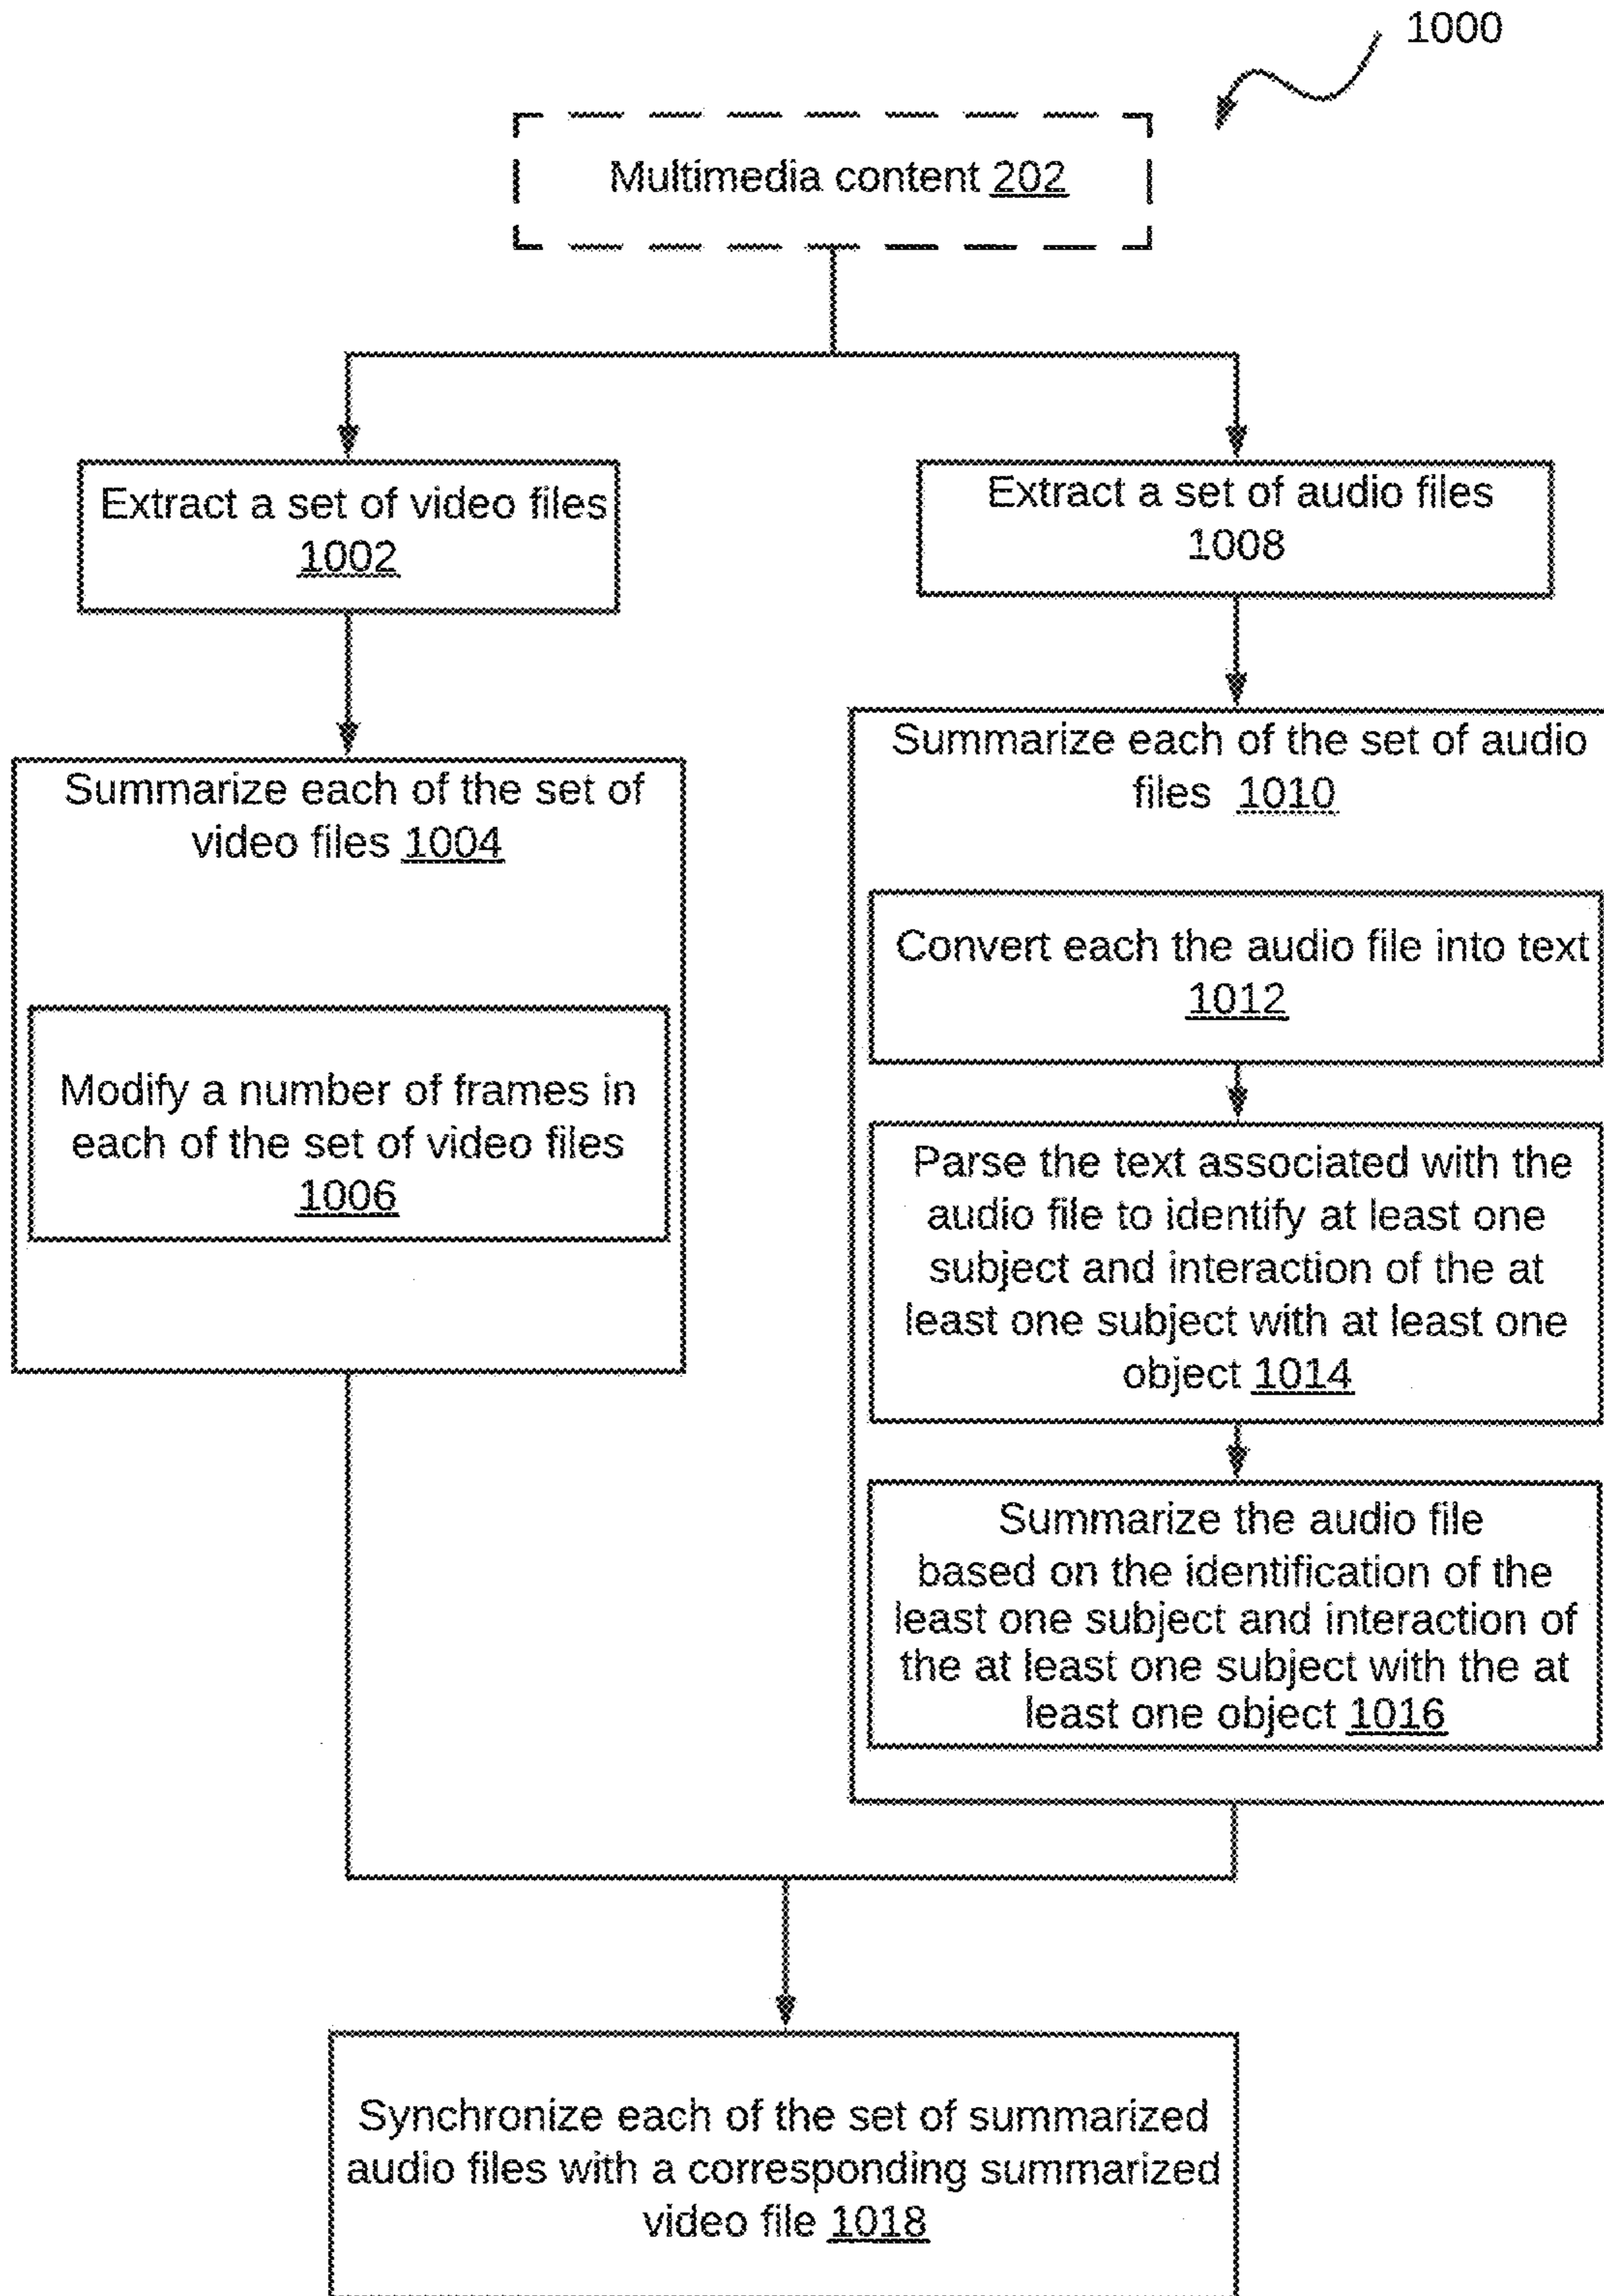 1000
Multimedia content 202
Extract a set of video files
1002
Summarize each of the set of
video files 1004
Modify a number of frames in
each of the set of video files
1006
Extract a set of audio files
1008
Summarize each of the set of audio
files 1010
Convert each the audio file into text
1012
Parse the text associated with the
audio file to identify at least one
subject and interaction of the at
least one subject with at least one
object 1014
Summarize the audio file
based on the identification of the
least one subject and interaction of
the at least one subject with the at
least one object 1016
Synchronize each of the set of summarized
audio files with a corresponding summarized
video file 1018